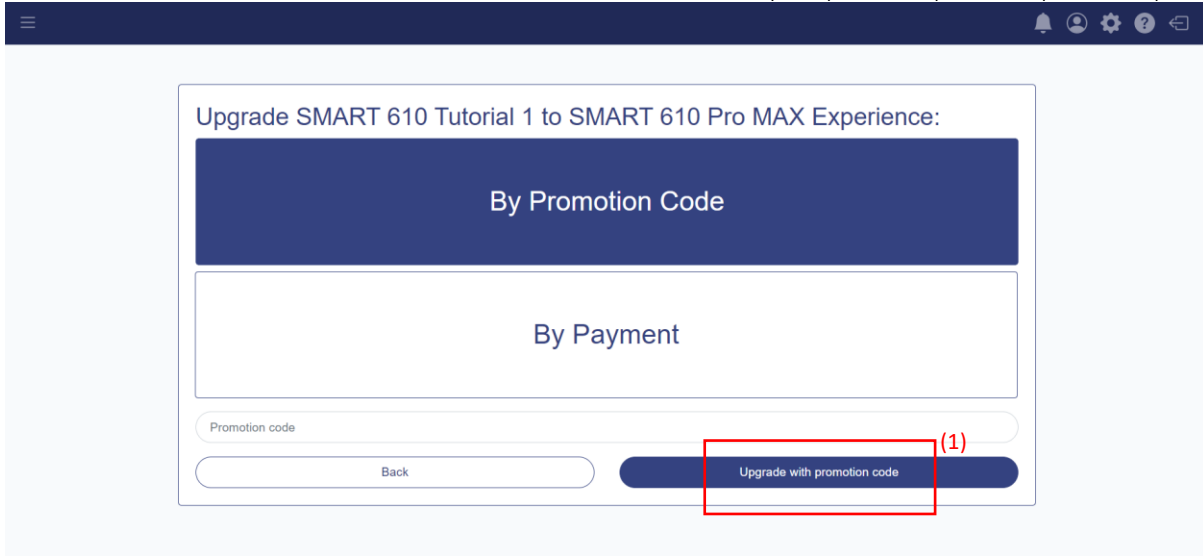 Upgrade SMART 610 Tutorial 1 to SMART 610 Pro MAX Experience:
By Promotion Code
By Payment
Promotion code
(1)
Back
Upgrade with promotion code